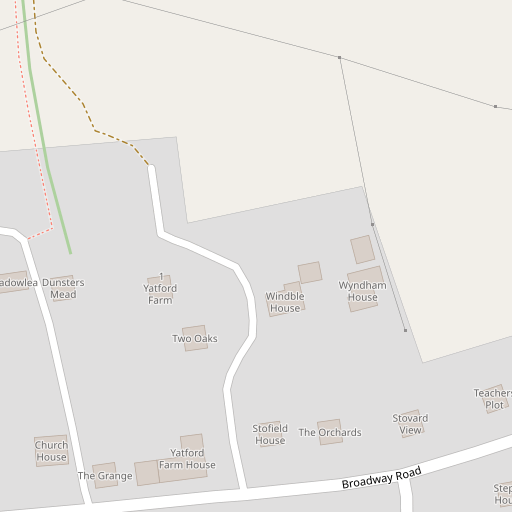 adowlea
Dunsters
Mead
1
Yatford
Farm
Windble
House
Wyndham
House
Two Oaks
Teachers
Plot
Stovard
View
Stofield
House
The Orchards
Church
House
Yatford
Farm House
The Grange
Broadway Road
Step
Hou